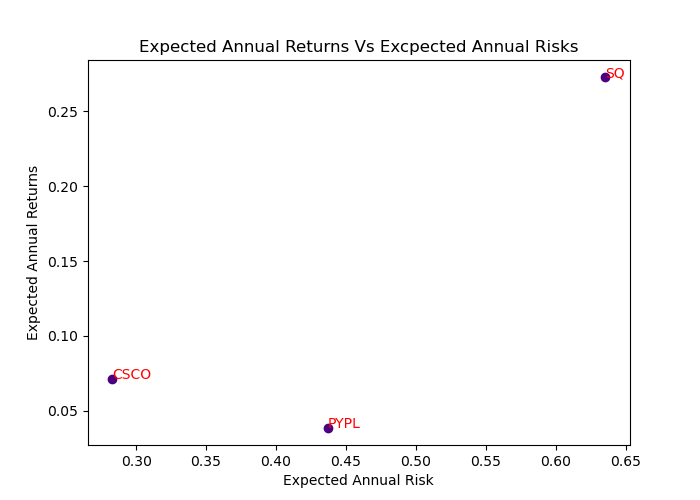 Expected Annual Returns Vs Excpected Annual Risks
SQ
0.25
0.20
0.15
0.10
0.05
Expected Annual Returns
CSCO
PYPL
0.30 0.35 0.40 0.45 0.50 0.55 0.60 0.65
Expected Annual Risk